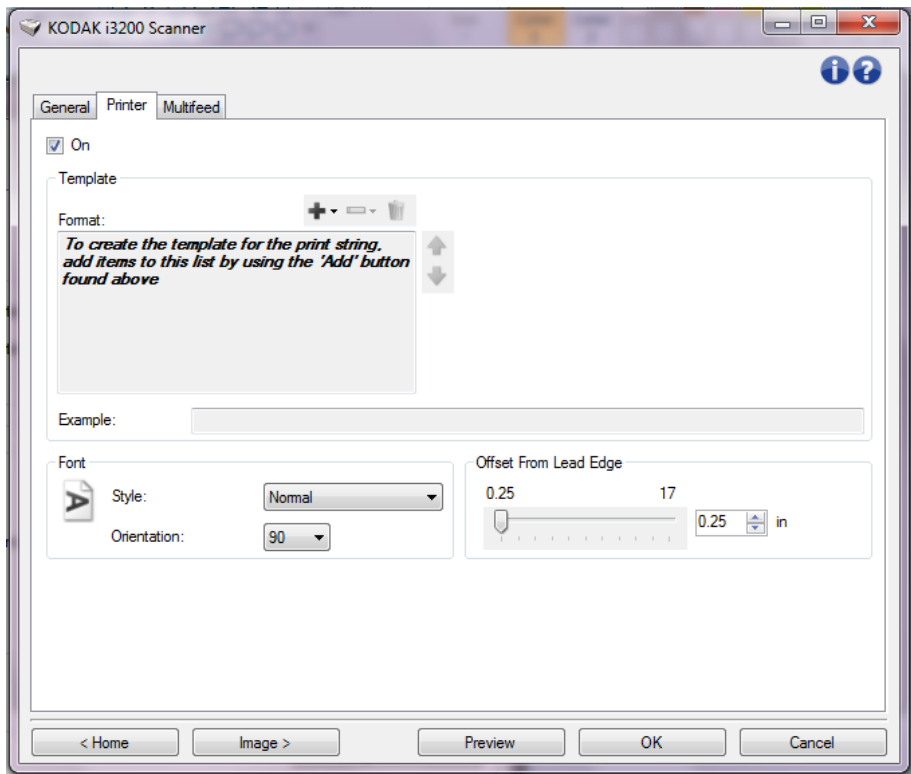 KODAK i3200 Scanner
General Printer Multifeed
On
Template
Format:
To create the template for the print string,
add items to this list by using the 'Add' button
found above
Example:
Font
Style: Normal
Orientation: 90
Offset From Lead Edge
0.25 17
0.25 in
< Home Image > Preview OK Cancel